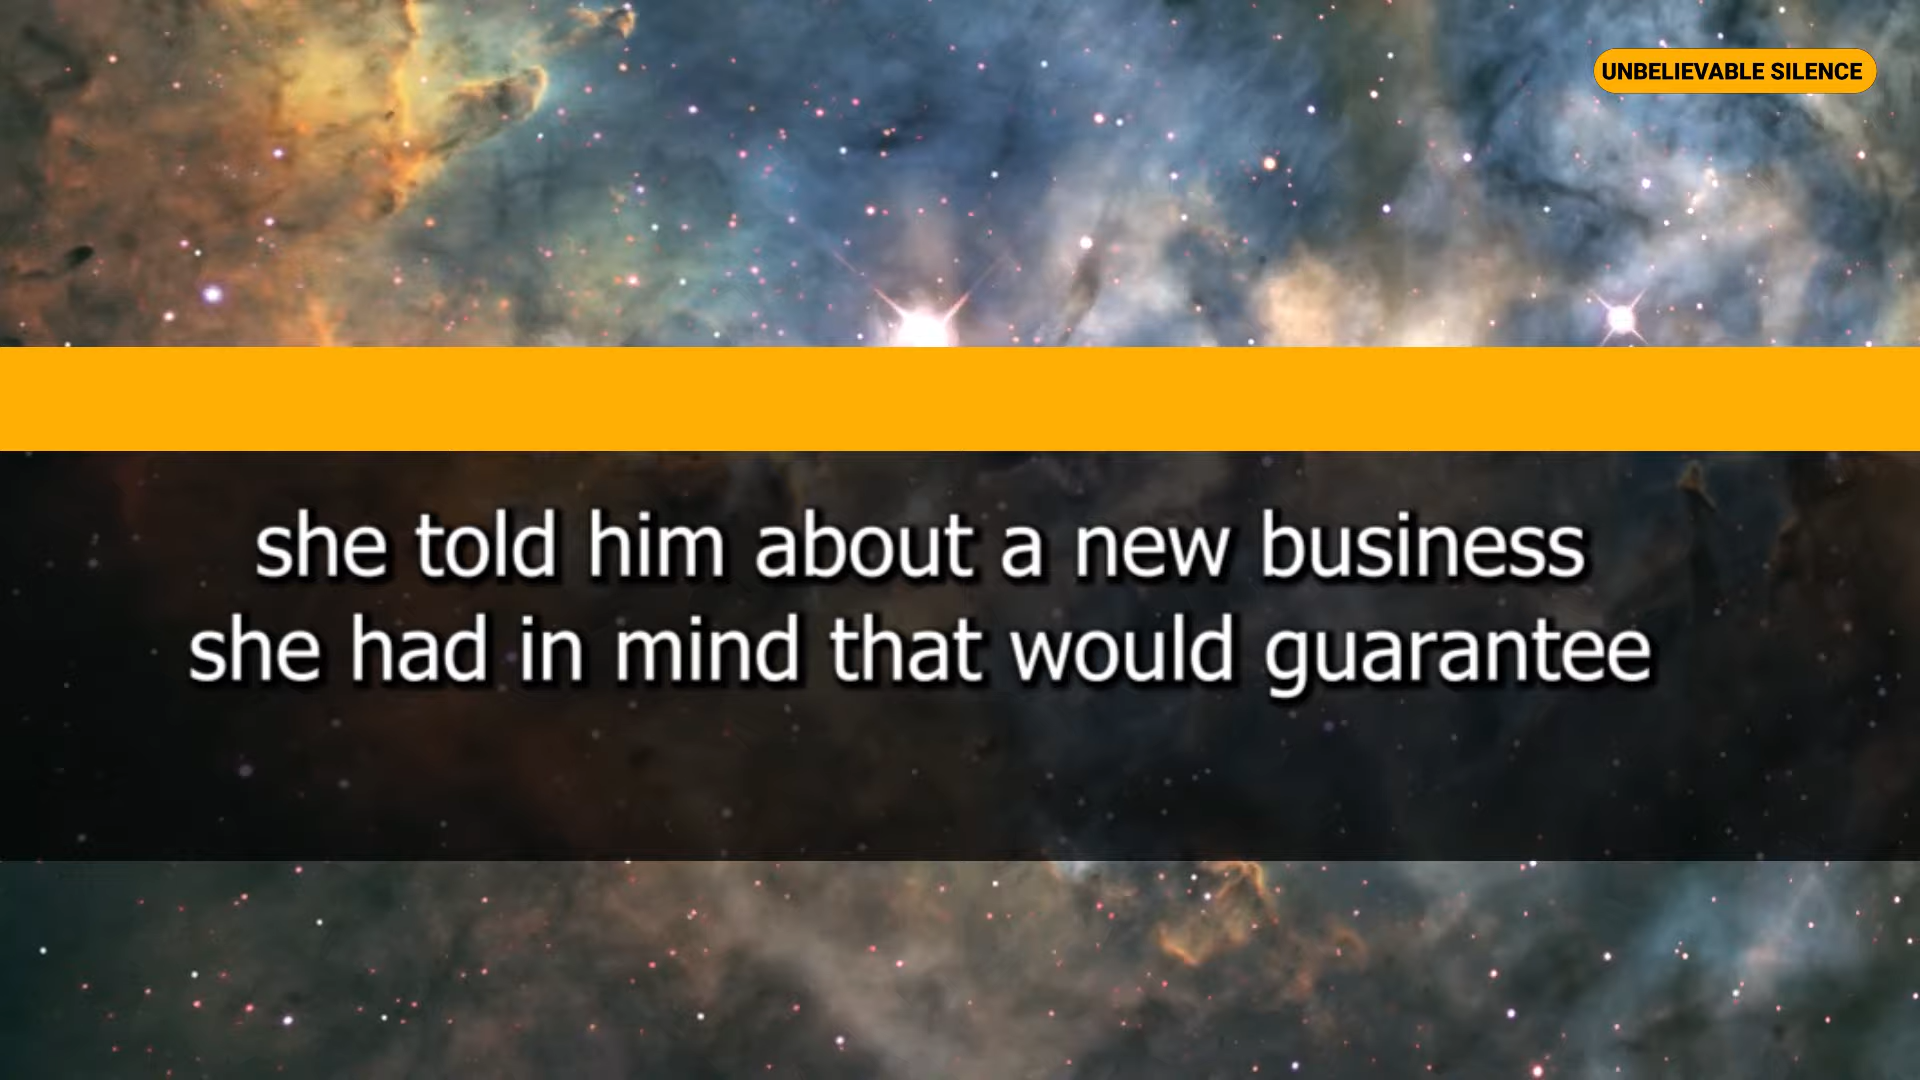 UNBELIEVABLE SILENCE
she told him about a new business
she had in mind that would guarantee